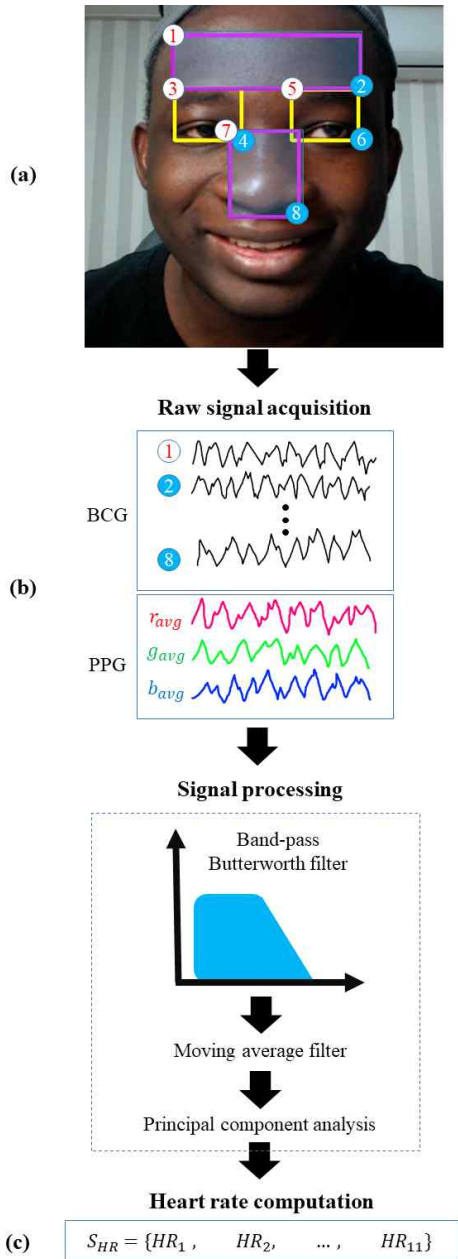 1
3
5
2
7
4
6
8
(a)
Raw signal acquisition
1
BCG
2
8
(b)
r_avg
PPG
g_avg
b_avg
Signal processing
Band-pass
Butterworth filter
Moving average filter
Principal component analysis
Heart rate computation
(c) S_HR = {HR_1 , HR_2, … , HR_11}